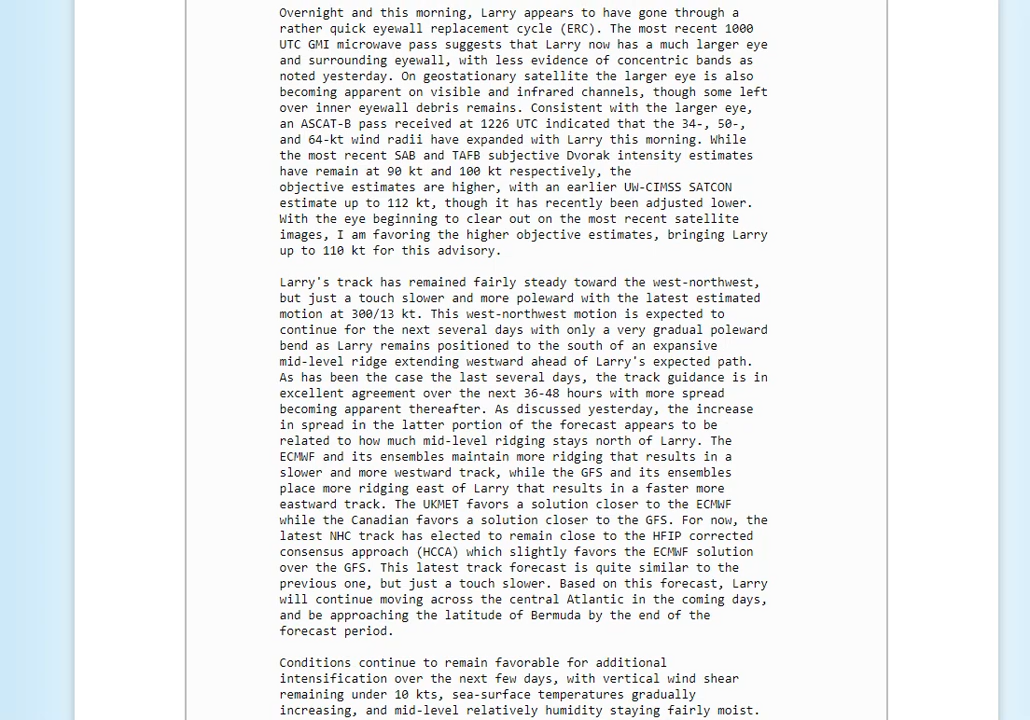 Overnight and this morning, Larry appears to have gone through a
rather quick eyewall replacement cycle (ERC). The most recent 1000
UTC GMI microwave pass suggests that Larry now has a much larger eye
and surrounding eyewall, with less evidence of concentric bands as
noted yesterday. On geostationary satellite the larger eye is also
becoming apparent on visible and infrared channels, though some left
over inner eyewall debris remains. Consistent with the larger eye,
an ASCAT-B pass received at 1226 UTC indicated that the 34-, 50-,
and 64-kt wind radii have expanded with Larry this morning. While
the most recent SAB and TAFB subjective Dvorak intensity estimates
have remain at 90 kt and 100 kt respectively, the
objective estimates are higher, with an earlier UW-CIMSS SATCON
estimate up to 112 kt, though it has recently been adjusted lower.
With the eye beginning to clear out on the most recent satellite
images, I am favoring the higher objective estimates, bringing Larry
up to 110 kt for this advisory.

Larry's track has remained fairly steady toward the west-northwest,
but just a touch slower and more poleward with the latest estimated
motion at 300/13 kt. This west-northwest motion is expected to
continue for the next several days with only a very gradual poleward
bend as Larry remains positioned to the south of an expansive
mid-level ridge extending westward ahead of Larry's expected path.
As has been the case the last several days, the track guidance is in
excellent agreement over the next 36-48 hours with more spread
becoming apparent thereafter. As discussed yesterday, the increase
in spread in the latter portion of the forecast appears to be
related to how much mid-level ridging stays north of Larry. The
ECMWF and its ensembles maintain more ridging that results in a
slower and more westward track, while the GFS and its ensembles
place more ridging east of Larry that results in a faster more
eastward track. The UKMET favors a solution closer to the ECMWF
while the Canadian favors a solution closer to the GFS. For now, the
latest NHC track has elected to remain close to the HFIP corrected
consensus approach (HCCA) which slightly favors the ECMWF solution
over the GFS. This latest track forecast is quite similar to the
previous one, but just a touch slower. Based on this forecast, Larry
will continue moving across the central Atlantic in the coming days,
and be approaching the latitude of Bermuda by the end of the
forecast period.

Conditions continue to remain favorable for additional
intensification over the next few days, with vertical wind shear
remaining under 10 kts, sea-surface temperatures gradually
increasing, and mid-level relatively humidity staying fairly moist.